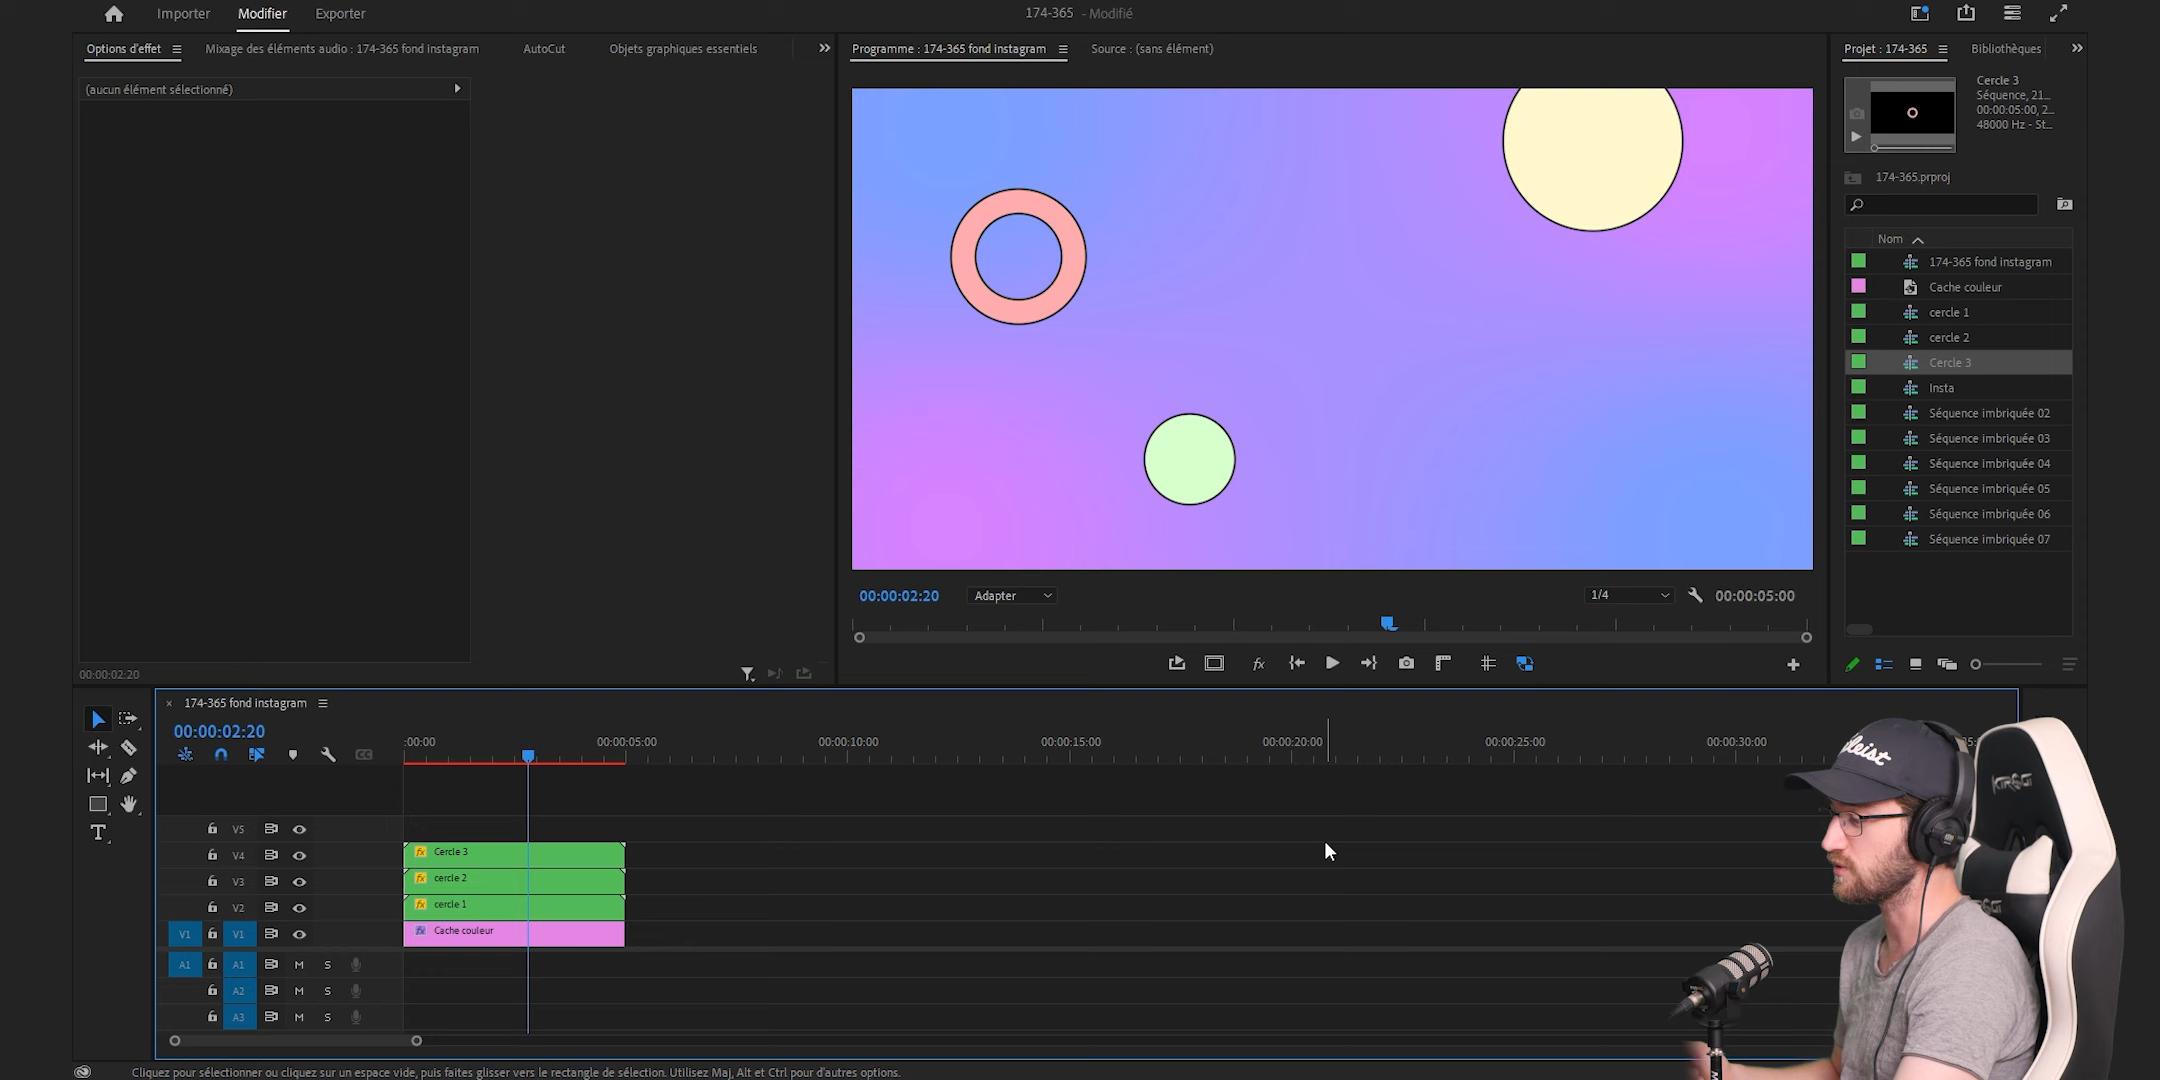 Importer
Modifier
Exporter
174-365 - Modifié
Options d'effet
Mixage des éléments audio : 174-365 fond instagram
AutoCut
Objets graphiques essentiels
Programme : 174-365 fond instagram
Source : (sans élément)
Projet : 174-365
Bibliothèques
(aucun élément sélectionné)
Cercle 3
Séquence, 21...
00:00:05:00, 2...
48000 Hz - St...
174-365.prproj
Nom
174-365 fond instagram
Cache couleur
cercle 1
cercle 2
Cercle 3
Insta
Séquence imbriquée 02
Séquence imbriquée 03
Séquence imbriquée 04
Séquence imbriquée 05
Séquence imbriquée 06
Séquence imbriquée 07
00:00:02:20
Adapter
1/4
00:00:05:00
fx
00:00:02:20
174-365 fond instagram
00:00:02:20
:00:00
00:00:05:00
00:00:10:00
00:00:15:00
00:00:20:00
00:00:25:00
00:00:30:00
V5
V4
fx Cercle 3
V3
fx cercle 2
V2
fx cercle 1
V1 V1
fx Cache couleur
A1 A1 M S
A2 M S
A3 M S
Cliquez pour sélectionner ou cliquez sur un espace vide, puis faites glisser vers le rectangle de sélection. Utilisez Maj, Alt et Ctrl pour d'autres options.